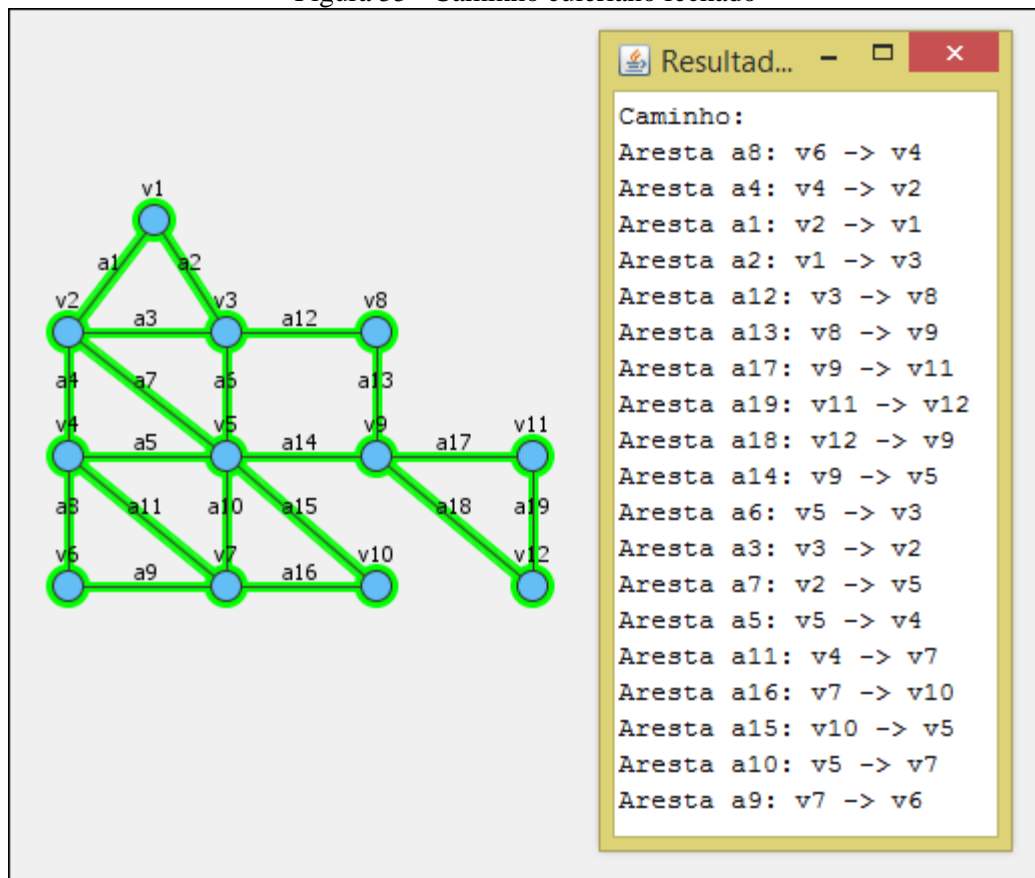 Figura 33 – Caminho euleriano fechado
v1
a1
a2
v2
v3
v8
a3
a12
a4
a7
a6
a13
v4
v5
v9
v11
a5
a14
a17
a8
a11
a10
a15
a18
a19
v6
v7
v10
v12
a9
a16
Resultad...
Caminho:
Aresta a8: v6 -> v4
Aresta a4: v4 -> v2
Aresta a1: v2 -> v1
Aresta a2: v1 -> v3
Aresta a12: v3 -> v8
Aresta a13: v8 -> v9
Aresta a17: v9 -> v11
Aresta a19: v11 -> v12
Aresta a18: v12 -> v9
Aresta a14: v9 -> v5
Aresta a6: v5 -> v3
Aresta a3: v3 -> v2
Aresta a7: v2 -> v5
Aresta a5: v5 -> v4
Aresta a11: v4 -> v7
Aresta a16: v7 -> v10
Aresta a15: v10 -> v5
Aresta a10: v5 -> v7
Aresta a9: v7 -> v6